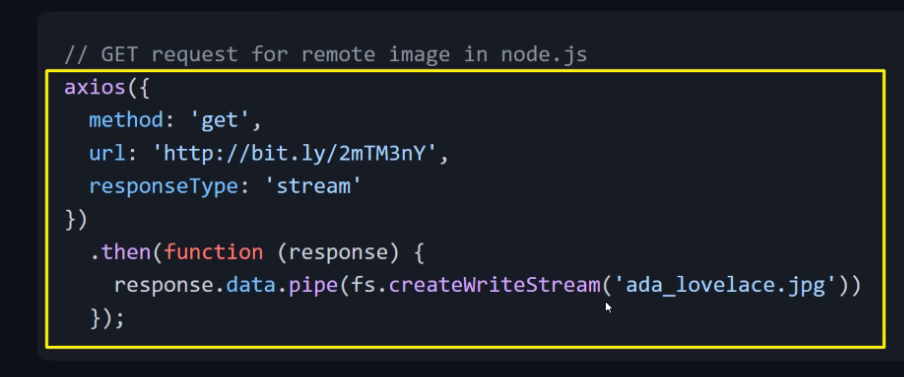 // GET request for remote image in node.js
axios({
  method: 'get',
  url: 'http://bit.ly/2mTM3nY',
  responseType: 'stream'
})
  .then(function (response) {
    response.data.pipe(fs.createWriteStream('ada_lovelace.jpg'))
  });